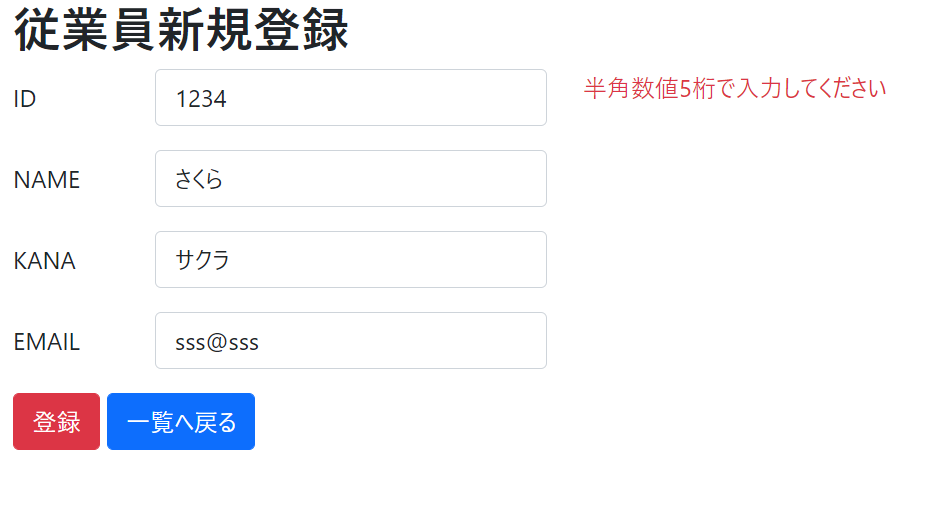 従業員新規登録
ID 1234 半角数値5桁で入力してください
NAME さくら
KANA サクラ
EMAIL sss@sss
登録 一覧へ戻る